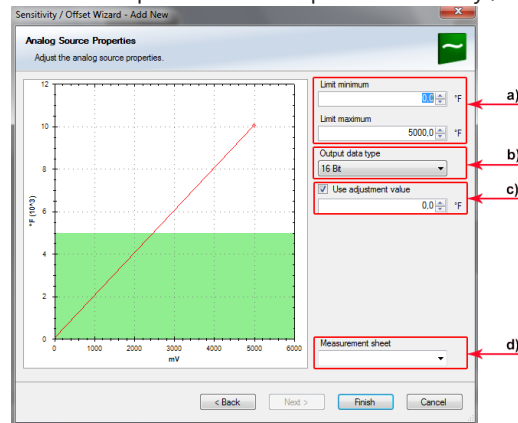 Sensitivity / Offset Wizard - Add New
Analog Source Properties
Adjust the analog source properties.
12
10
8
6
4
2
0
°F (10^3)
0 1000 2000 3000 4000 5000 6000
mV
Limit minimum
0,0 °F
Limit maximum
5000,0 °F
a)
Output data type
16 Bit
b)
Use adjustment value
0,0 °F
c)
Measurement sheet
d)
< Back Next > Finish Cancel